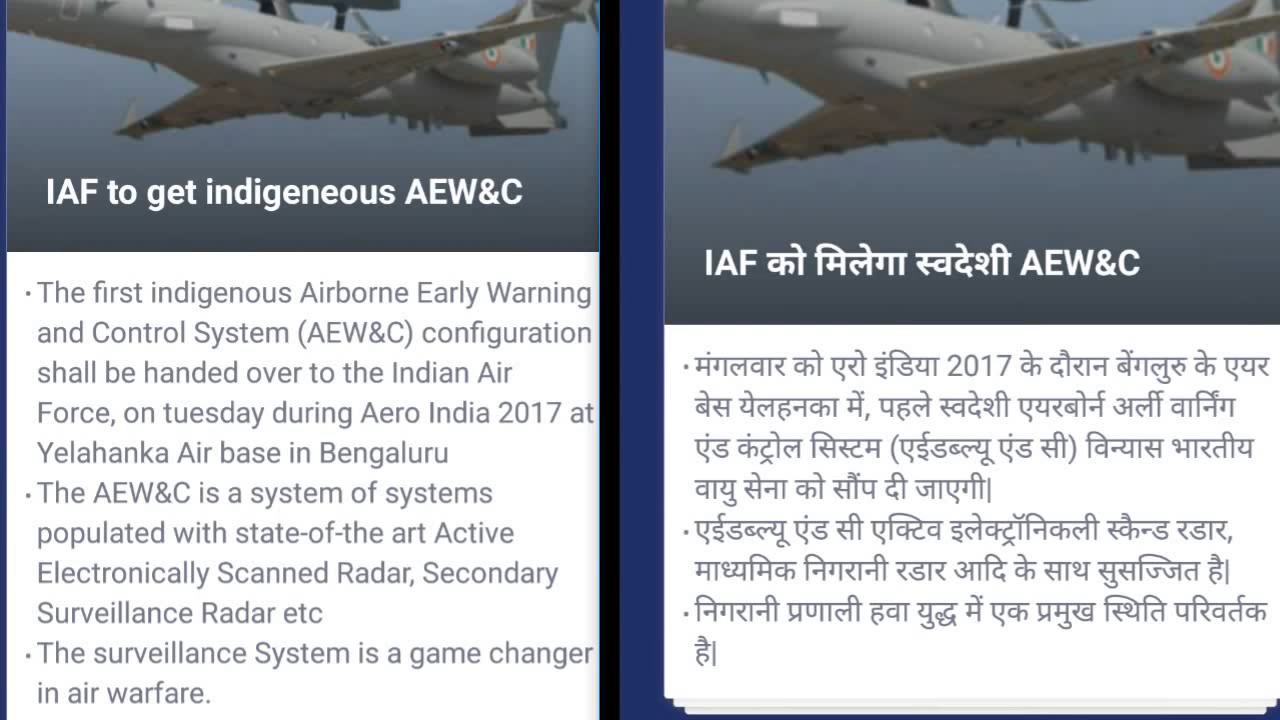 IAF to get indigeneous AEW&C
· The first indigenous Airborne Early Warning
and Control System (AEW&C) configuration
shall be handed over to the Indian Air
Force, on tuesday during Aero India 2017 at
Yelahanka Air base in Bengaluru
· The AEW&C is a system of systems
populated with state-of-the art Active
Electronically Scanned Radar, Secondary
Surveillance Radar etc
· The surveillance System is a game changer
in air warfare.
IAF को मिलेगा स्वदेशी AEW&C
· मंगलवार को एरो इंडिया 2017 के दौरान बेंगलुरु के एयर
बेस येलहनका में, पहले स्वदेशी एयरबोर्न अर्ली वार्निंग
एंड कंट्रोल सिस्टम (एईडब्ल्यू एंड सी) विन्यास भारतीय
वायु सेना को सौंप दी जाएगी|
· एईडब्ल्यू एंड सी एक्टिव इलेक्ट्रॉनिकली स्कैन्ड रडार,
माध्यमिक निगरानी रडार आदि के साथ सुसज्जित है|
· निगरानी प्रणाली हवा युद्ध में एक प्रमुख स्थिति परिवर्तक
है|